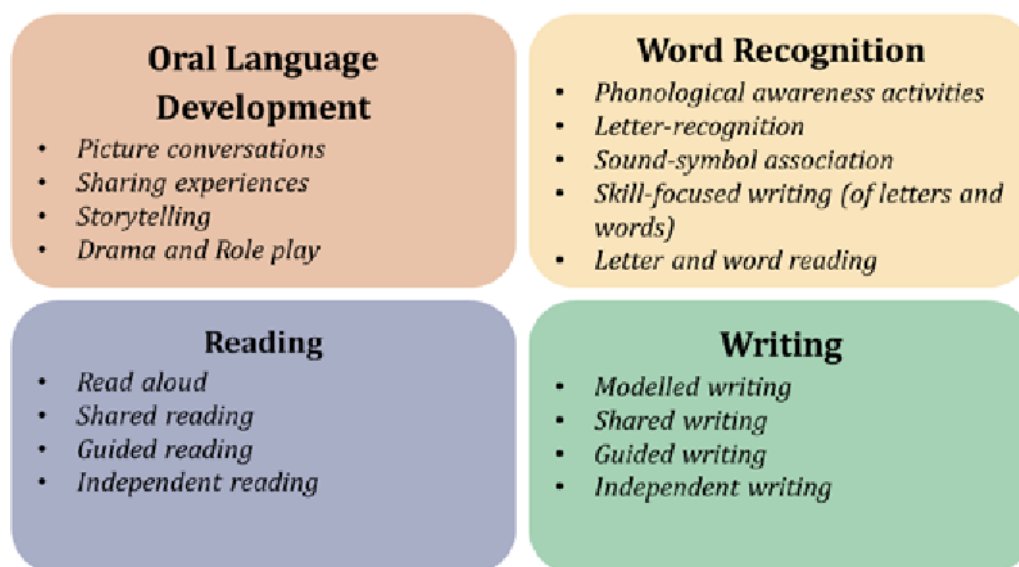 Oral Language
Development
• Picture conversations
• Sharing experiences
• Storytelling
• Drama and Role play
Word Recognition
• Phonological awareness activities
• Letter-recognition
• Sound-symbol association
• Skill-focused writing (of letters and
words)
• Letter and word reading
Reading
• Read aloud
• Shared reading
• Guided reading
• Independent reading
Writing
• Modelled writing
• Shared writing
• Guided writing
• Independent writing